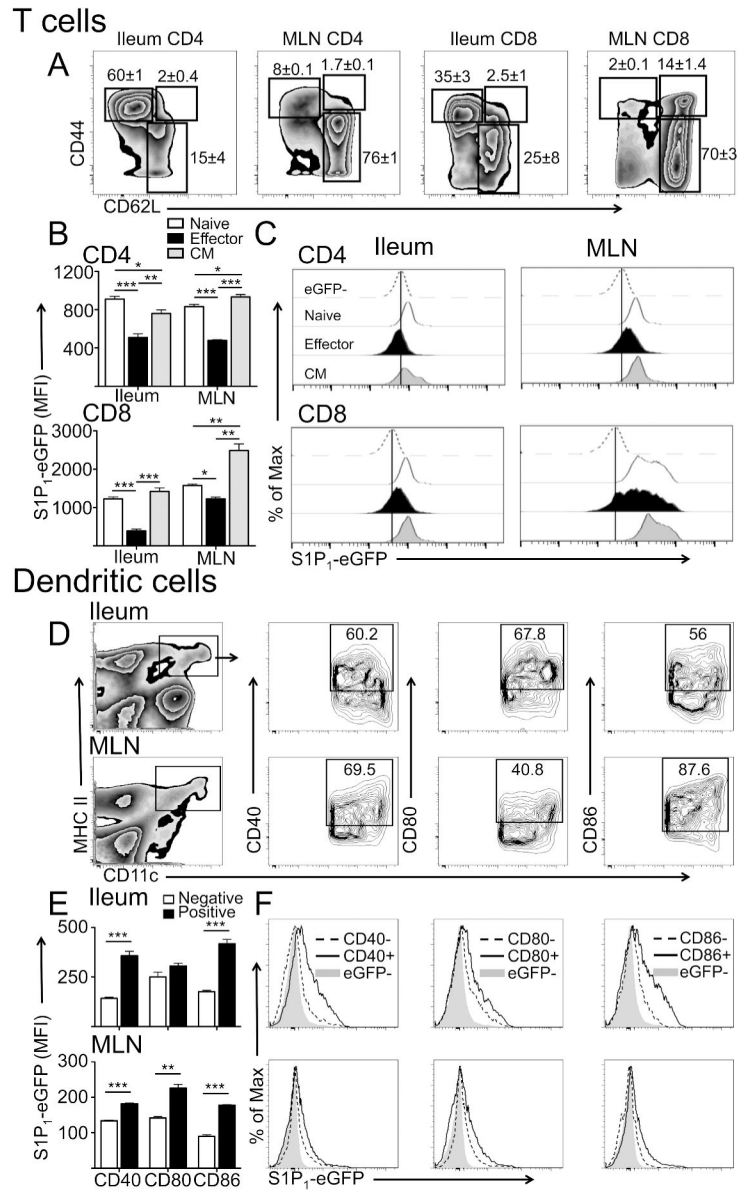 T cells
Ileum CD4
MLN CD4
Ileum CD8
MLN CD8
A
60±1
2±0.4
15±4
8±0.1
1.7±0.1
76±1
35±3
2.5±1
25±8
2±0.1
14±1.4
70±3
CD44
CD62L
B
Naive
Effector
CM
CD4
1200
800
400
*
***
**
*
***
***
Ileum
MLN
CD8
3000
2000
1000
***
***
**
*
**
Ileum
MLN
S1P1-eGFP (MFI)
C
Ileum
MLN
CD4
eGFP-
Naive
Effector
CM
CD8
% of Max
S1P1-eGFP
Dendritic cells
Ileum
D
60.2
67.8
56
MLN
69.5
40.8
87.6
MHC II
CD40
CD80
CD86
CD11c
E
Ileum
Negative
Positive
500
250
***
***
MLN
300
200
100
***
**
***
CD40
CD80
CD86
S1P1-eGFP (MFI)
F
CD40-
CD40+
eGFP-
CD80-
CD80+
eGFP-
CD86-
CD86+
eGFP-
% of Max
S1P1-eGFP